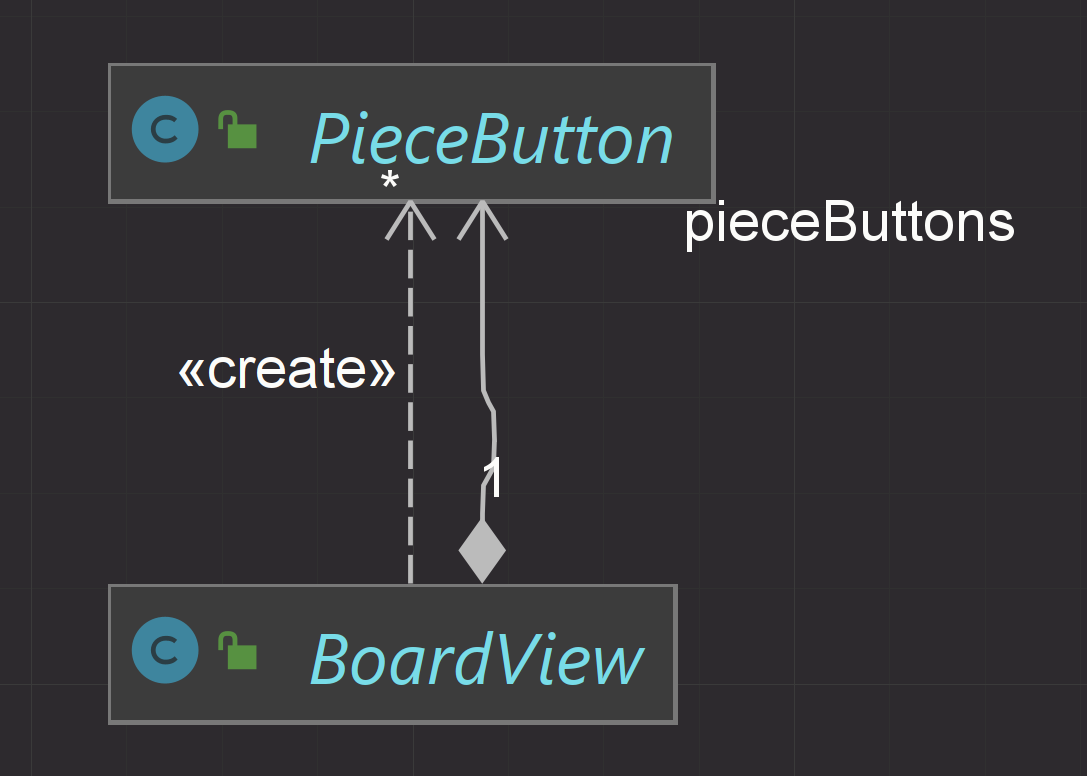 C PieceButton
*
pieceButtons
«create»
1
C BoardView